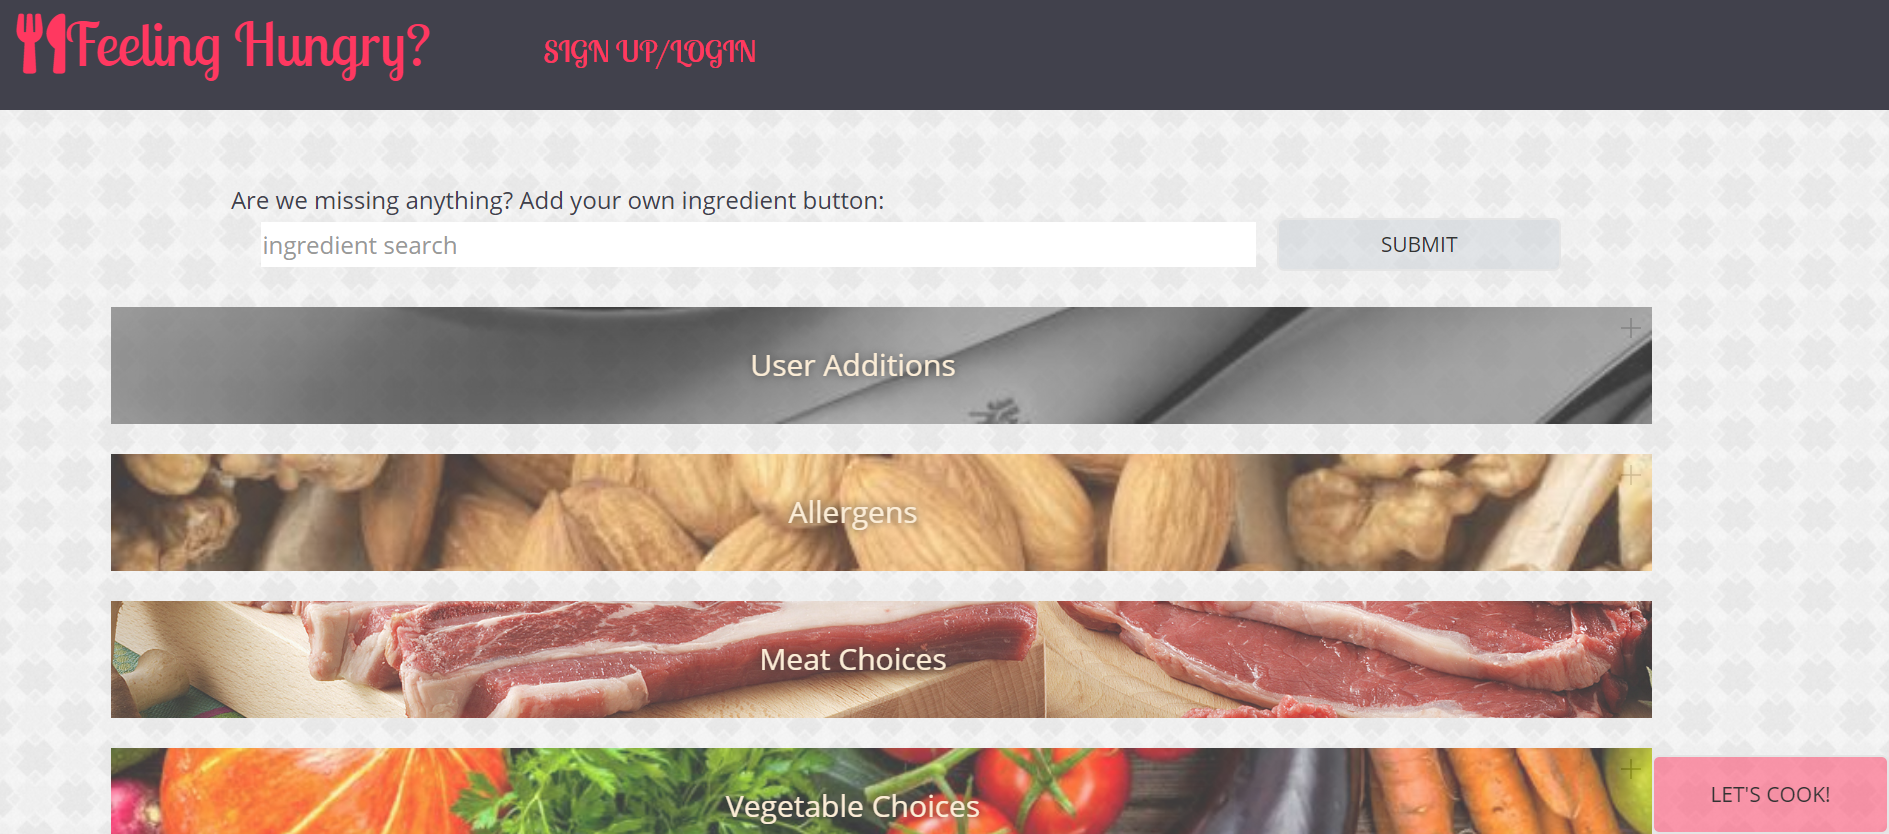 Feeling Hungry?
SIGN UP/LOGIN
Are we missing anything? Add your own ingredient button:
ingredient search
SUBMIT
User Additions
Allergens
Meat Choices
Vegetable Choices
LET'S COOK!